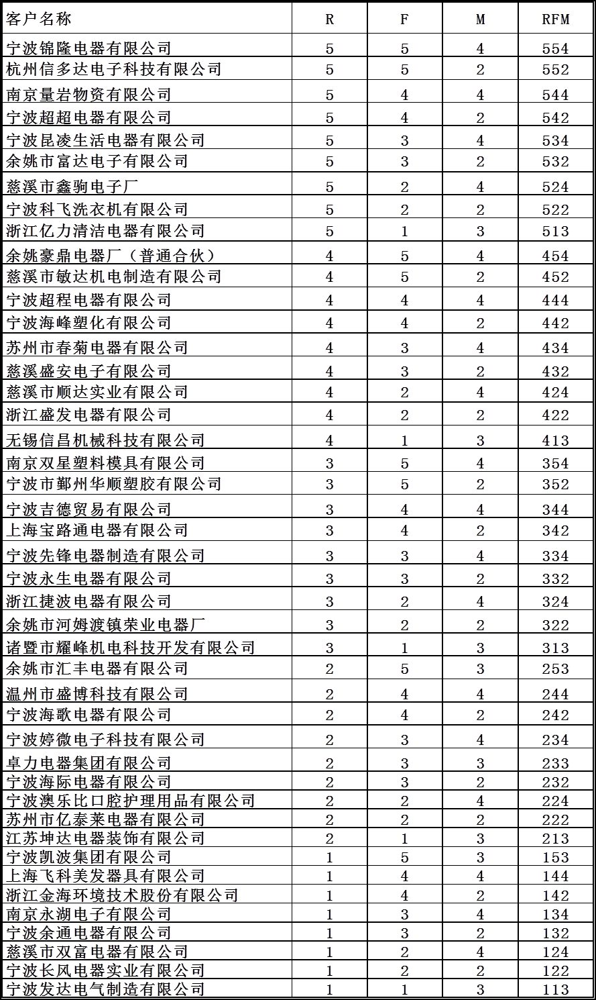 客户名称 R F M RFM
宁波锦隆电器有限公司 5 5 4 554
杭州信多达电子科技有限公司 5 5 2 552
南京量岩物资有限公司 5 4 4 544
宁波超超电器有限公司 5 4 2 542
宁波昆凌生活电器有限公司 5 3 4 534
余姚市富达电子有限公司 5 3 2 532
慈溪市鑫驹电子厂 5 2 4 524
宁波科飞洗衣机有限公司 5 2 2 522
浙江亿力清洁电器有限公司 5 1 3 513
余姚豪鼎电器厂（普通合伙） 4 5 4 454
慈溪市敏达机电制造有限公司 4 5 2 452
宁波超程电器有限公司 4 4 4 444
宁波海峰塑化有限公司 4 4 2 442
苏州市春菊电器有限公司 4 3 4 434
慈溪盛安电子有限公司 4 3 2 432
慈溪市顺达实业有限公司 4 2 4 424
浙江盛发电器有限公司 4 2 2 422
无锡信昌机械科技有限公司 4 1 3 413
南京双星塑料模具有限公司 3 5 4 354
宁波市鄞州华顺塑胶有限公司 3 5 2 352
宁波吉德贸易有限公司 3 4 4 344
上海宝路通电器有限公司 3 4 2 342
宁波先锋电器制造有限公司 3 3 4 334
宁波永生电器有限公司 3 3 2 332
浙江捷波电器有限公司 3 2 4 324
余姚市河姆渡镇荣业电器厂 3 2 2 322
诸暨市耀峰机电科技开发有限公司 3 1 3 313
余姚市汇丰电器有限公司 2 5 3 253
温州市盛博科技有限公司 2 4 4 244
宁波海歌电器有限公司 2 4 2 242
宁波婷微电子科技有限公司 2 3 4 234
卓力电器集团有限公司 2 3 3 233
宁波海际电器有限公司 2 3 2 232
宁波澳乐比口腔护理用品有限公司 2 2 4 224
苏州市亿泰莱电器有限公司 2 2 2 222
江苏坤达电器装饰有限公司 2 1 3 213
宁波凯波集团有限公司 1 5 3 153
上海飞科美发器具有限公司 1 4 4 144
浙江金海环境技术股份有限公司 1 4 2 142
南京永湖电子有限公司 1 3 4 134
宁波余通电器有限公司 1 3 2 132
慈溪市双富电器有限公司 1 2 4 124
宁波长风电器实业有限公司 1 2 2 122
宁波发达电气制造有限公司 1 1 3 113